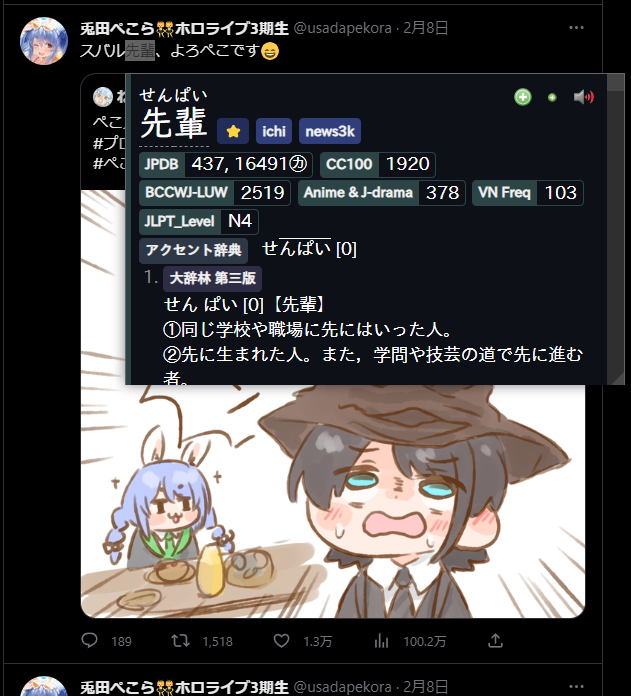 兎田ぺこら👯ホロライブ3期生 @usadapekora · 2月8日
スバル先輩、よろぺこです😄
ね
ぺこ
#プロ
#ぺこ
せんぱい
先輩 ⭐ ichi news3k
JPDB 437, 16491㋕ CC100 1920
BCCWJ-LUW 2519 Anime & J-drama 378 VN Freq 103
JLPT_Level N4
アクセント辞典 せんぱい [0]
1. 大辞林 第三版
せん ぱい [0]【先輩】
①同じ学校や職場に先にはいった人。
②先に生まれた人。また，学問や技芸の道で先に進む
者。
189 1,518 1.3万 100.2万
兎田ぺこら👯ホロライブ3期生 @usadapekora · 2月8日